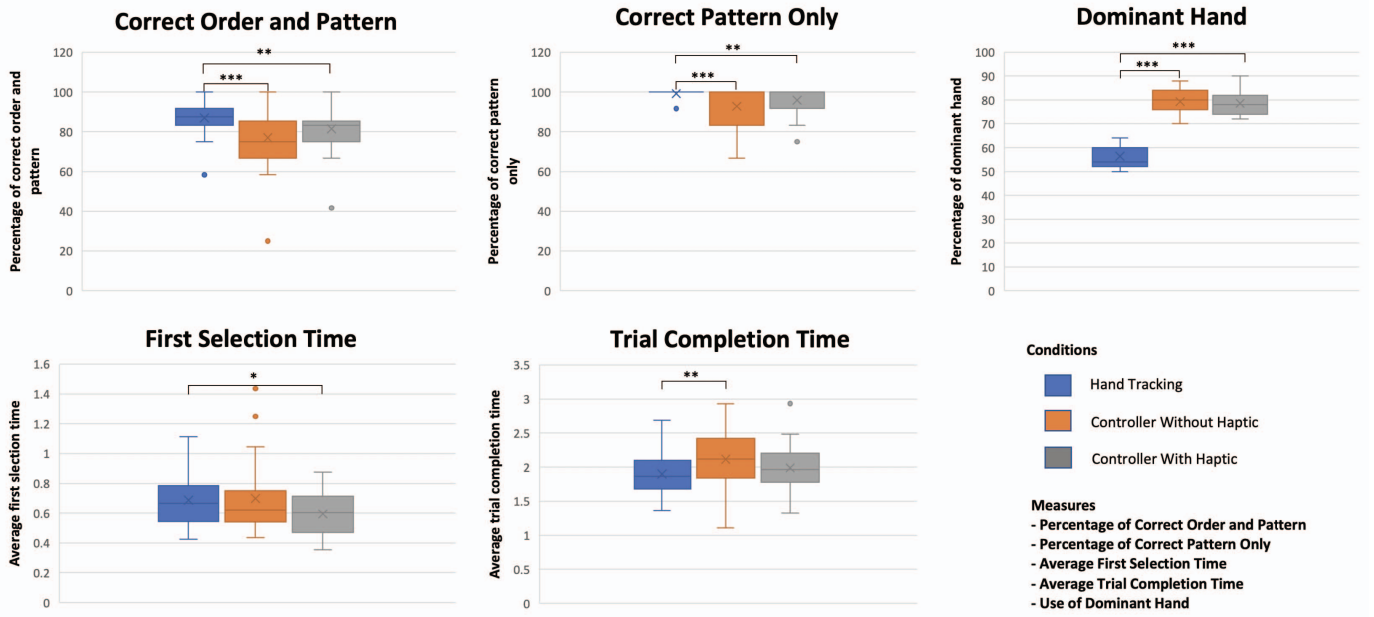 Correct Order and Pattern
Percentage of correct order and
pattern
120
100
80
60
40
20
0
**
***
Correct Pattern Only
Percentage of correct pattern
only
120
100
80
60
40
20
0
**
***
Dominant Hand
Percentage of dominant hand
100
90
80
70
60
50
40
30
20
10
0
***
***
First Selection Time
Average first slection time
1.6
1.4
1.2
1
0.8
0.6
0.4
0.2
0
*
Trial Completion Time
Average trial completion time
3.5
3
2.5
2
1.5
1
0.5
0
**
Conditions
Hand Tracking
Controller Without Haptic
Controller With Haptic
Measures
- Percentage of Correct Order and Pattern
- Percentage of Correct Pattern Only
- Average First Selection Time
- Average Trial Completion Time
- Use of Dominant Hand